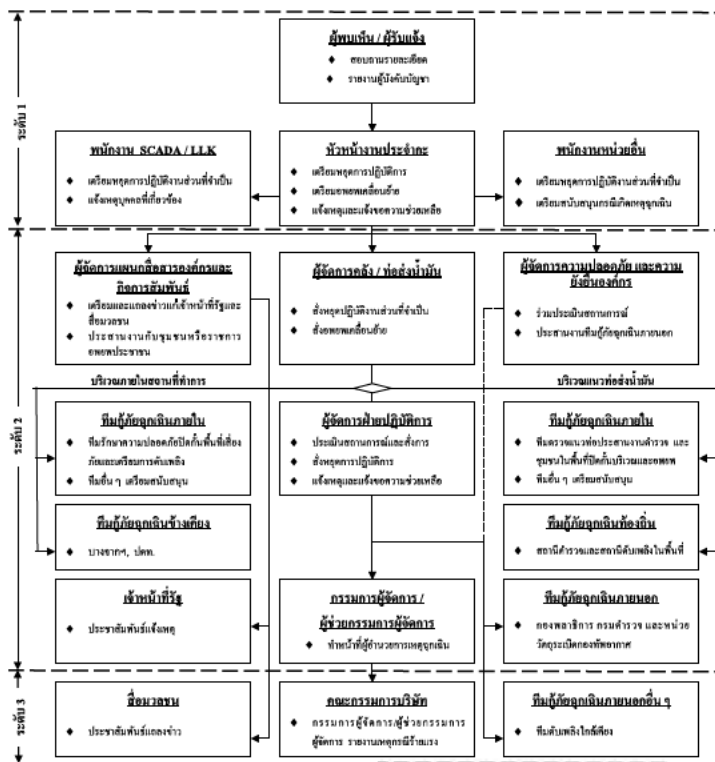 ระดับ 1
ผู้พบเห็น / ผู้รับแจ้ง
♦ สอบถามรายละเอียด
♦ รายงานผู้บังคับบัญชา
พนักงาน SCADA / LLK
♦ เตรียมหยุดการปฏิบัติงานส่วนที่จำเป็น
♦ แจ้งเหตุบุคคลที่เกี่ยวข้อง
หัวหน้างานประจำกะ
♦ เตรียมหยุดการปฏิบัติการ
♦ เตรียมอพยพเคลื่อนย้าย
♦ แจ้งเหตุและแจ้งขอความช่วยเหลือ
พนักงานหน่วยอื่น
♦ เตรียมหยุดการปฏิบัติงานส่วนที่จำเป็น
♦ เตรียมสนับสนุนกรณีเกิดเหตุฉุกเฉิน
ระดับ 2
ผู้จัดการแผนกสื่อสารองค์กรและ
กิจการสัมพันธ์
♦ เตรียมและแถลงข่าวแก่เจ้าหน้าที่รัฐและ
สื่อมวลชน
♦ ประสานงานกับชุมชนหรือราชการ
อพยพประชาชน
ผู้จัดการคลัง / ท่อส่งน้ำมัน
♦ สั่งหยุดปฏิบัติงานส่วนที่จำเป็น
♦ สั่งอพยพเคลื่อนย้าย
ผู้จัดการความปลอดภัย และความ
ยั่งยืนองค์กร
♦ ร่วมประเมินสถานการณ์
♦ ประสานงานทีมกู้ภัยฉุกเฉินภายนอก
บริเวณภายในสถานที่ทำการ
บริเวณแนวท่อส่งน้ำมัน
ทีมกู้ภัยฉุกเฉินภายใน
♦ ทีมรักษาความปลอดภัยปิดกั้นพื้นที่เสี่ยง
ภัยและเตรียมการดับเพลิง
♦ ทีมอื่น ๆ เตรียมสนับสนุน
ผู้จัดการฝ่ายปฏิบัติการ
♦ ประเมินสถานการณ์และสั่งการ
♦ สั่งหยุดการปฏิบัติการ
♦ แจ้งเหตุและแจ้งขอความช่วยเหลือ
ทีมกู้ภัยฉุกเฉินภายใน
♦ ทีมตรวจแนวท่อประสานงานตำรวจ และ
ชุมชนในพื้นที่ปิดกั้นบริเวณและอพยพ
♦ ทีมอื่น ๆ เตรียมสนับสนุน
ระดับ 2
ทีมกู้ภัยฉุกเฉินข้างเคียง
♦ บางจากฯ, ปตท.
ทีมกู้ภัยฉุกเฉินท้องถิ่น
♦ สถานีตำรวจและสถานีดับเพลิงในพื้นที่
เจ้าหน้าที่รัฐ
♦ ประชาสัมพันธ์แจ้งเหตุ
กรรมการผู้จัดการ /
ผู้ช่วยกรรมการผู้จัดการ
♦ ทำหน้าที่ผู้อำนวยการเหตุฉุกเฉิน
ทีมกู้ภัยฉุกเฉินภายนอก
♦ กองพลาธิการ กรมตำรวจ และหน่วย
วัตถุระเบิดกองทัพอากาศ
ระดับ 3
สื่อมวลชน
♦ ประชาสัมพันธ์แถลงข่าว
คณะกรรมการบริษัท
♦ กรรมการผู้จัดการ/ผู้ช่วยกรรมการ
ผู้จัดการ รายงานเหตุกรณีร้ายแรง
ทีมกู้ภัยฉุกเฉินภายนอกอื่น ๆ
♦ ทีมดับเพลิงใกล้เคียง